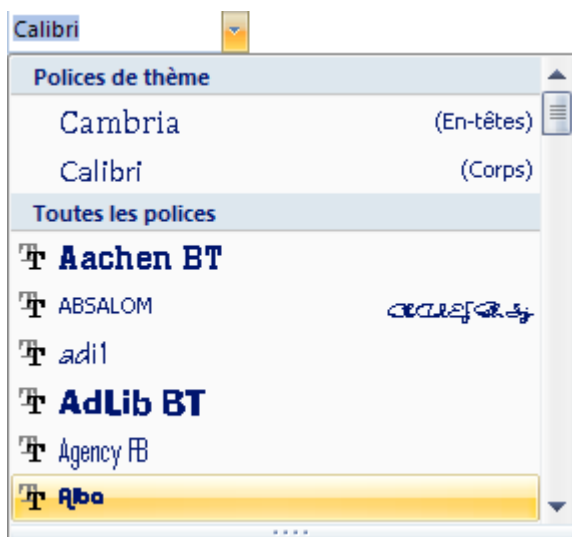 Calibri
Polices de thème
Cambria (En-têtes)
Calibri (Corps)
Toutes les polices
Aachen BT
ABSALOM
adi1
AdLib BT
Agency FB
Alba